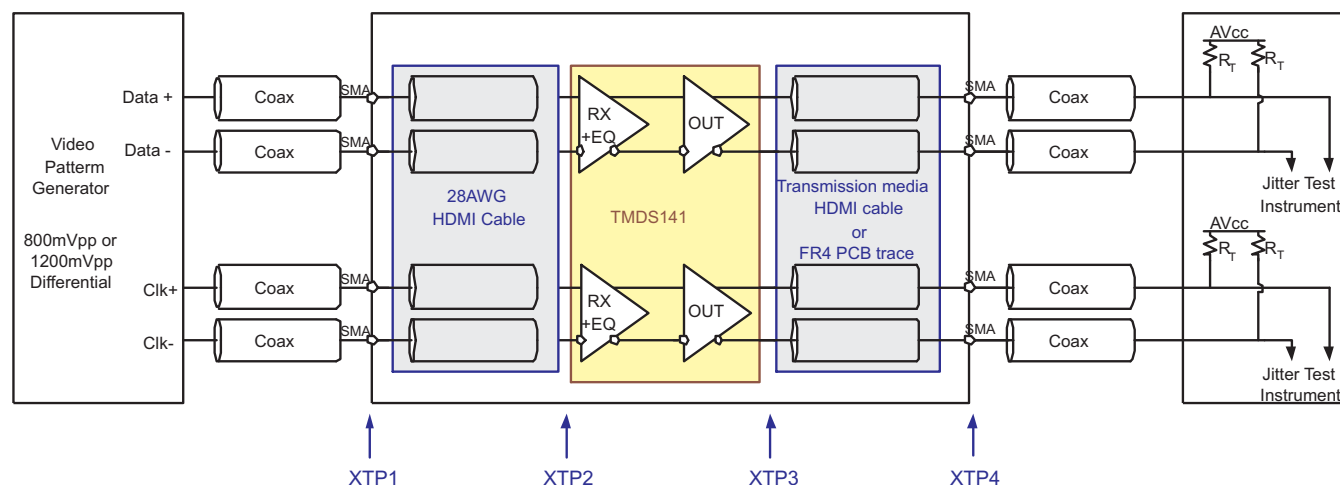 Video
Patterm
Generator
800mVpp or
1200mVpp
Differential
Data +
Data -
Clk+
Clk-
Coax
Coax
Coax
Coax
SMA
SMA
SMA
SMA
28AWG
HDMI Cable
RX
+EQ
OUT
TMDS141
RX
+EQ
OUT
Transmission media
HDMI cable
or
FR4 PCB trace
SMA
SMA
SMA
SMA
Coax
Coax
Coax
Coax
AVcc
RT
RT
Jitter Test
Instrument
AVcc
RT
RT
Jitter Test
Instrument
XTP1
XTP2
XTP3
XTP4